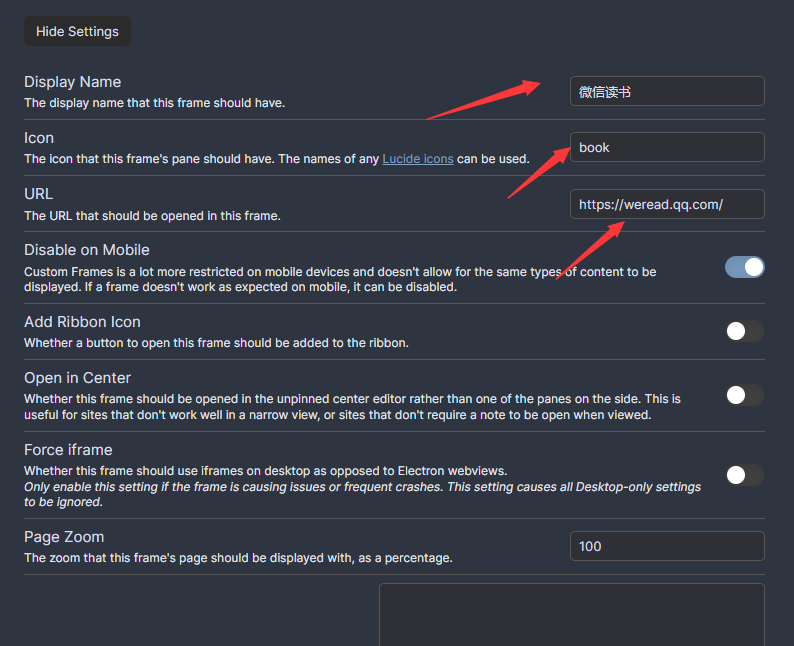 Hide Settings
Display Name
微信读书
The display name that this frame should have.
Icon
book
The icon that this frame's pane should have. The names of any Lucide icons can be used.
URL
https://weread.qq.com/
The URL that should be opened in this frame.
Disable on Mobile
Custom Frames is a lot more restricted on mobile devices and doesn't allow for the same types of content to be
displayed. If a frame doesn't work as expected on mobile, it can be disabled.
Add Ribbon Icon
Whether a button to open this frame should be added to the ribbon.
Open in Center
Whether this frame should be opened in the unpinned center editor rather than one of the panes on the side. This is
useful for sites that don't work well in a narrow view, or sites that don't require a note to be open when viewed.
Force iframe
Whether this frame should use iframes on desktop as opposed to Electron webviews.
Only enable this setting if the frame is causing issues or frequent crashes. This setting causes all Desktop-only settings
to be ignored.
Page Zoom
100
The zoom that this frame's page should be displayed with, as a percentage.